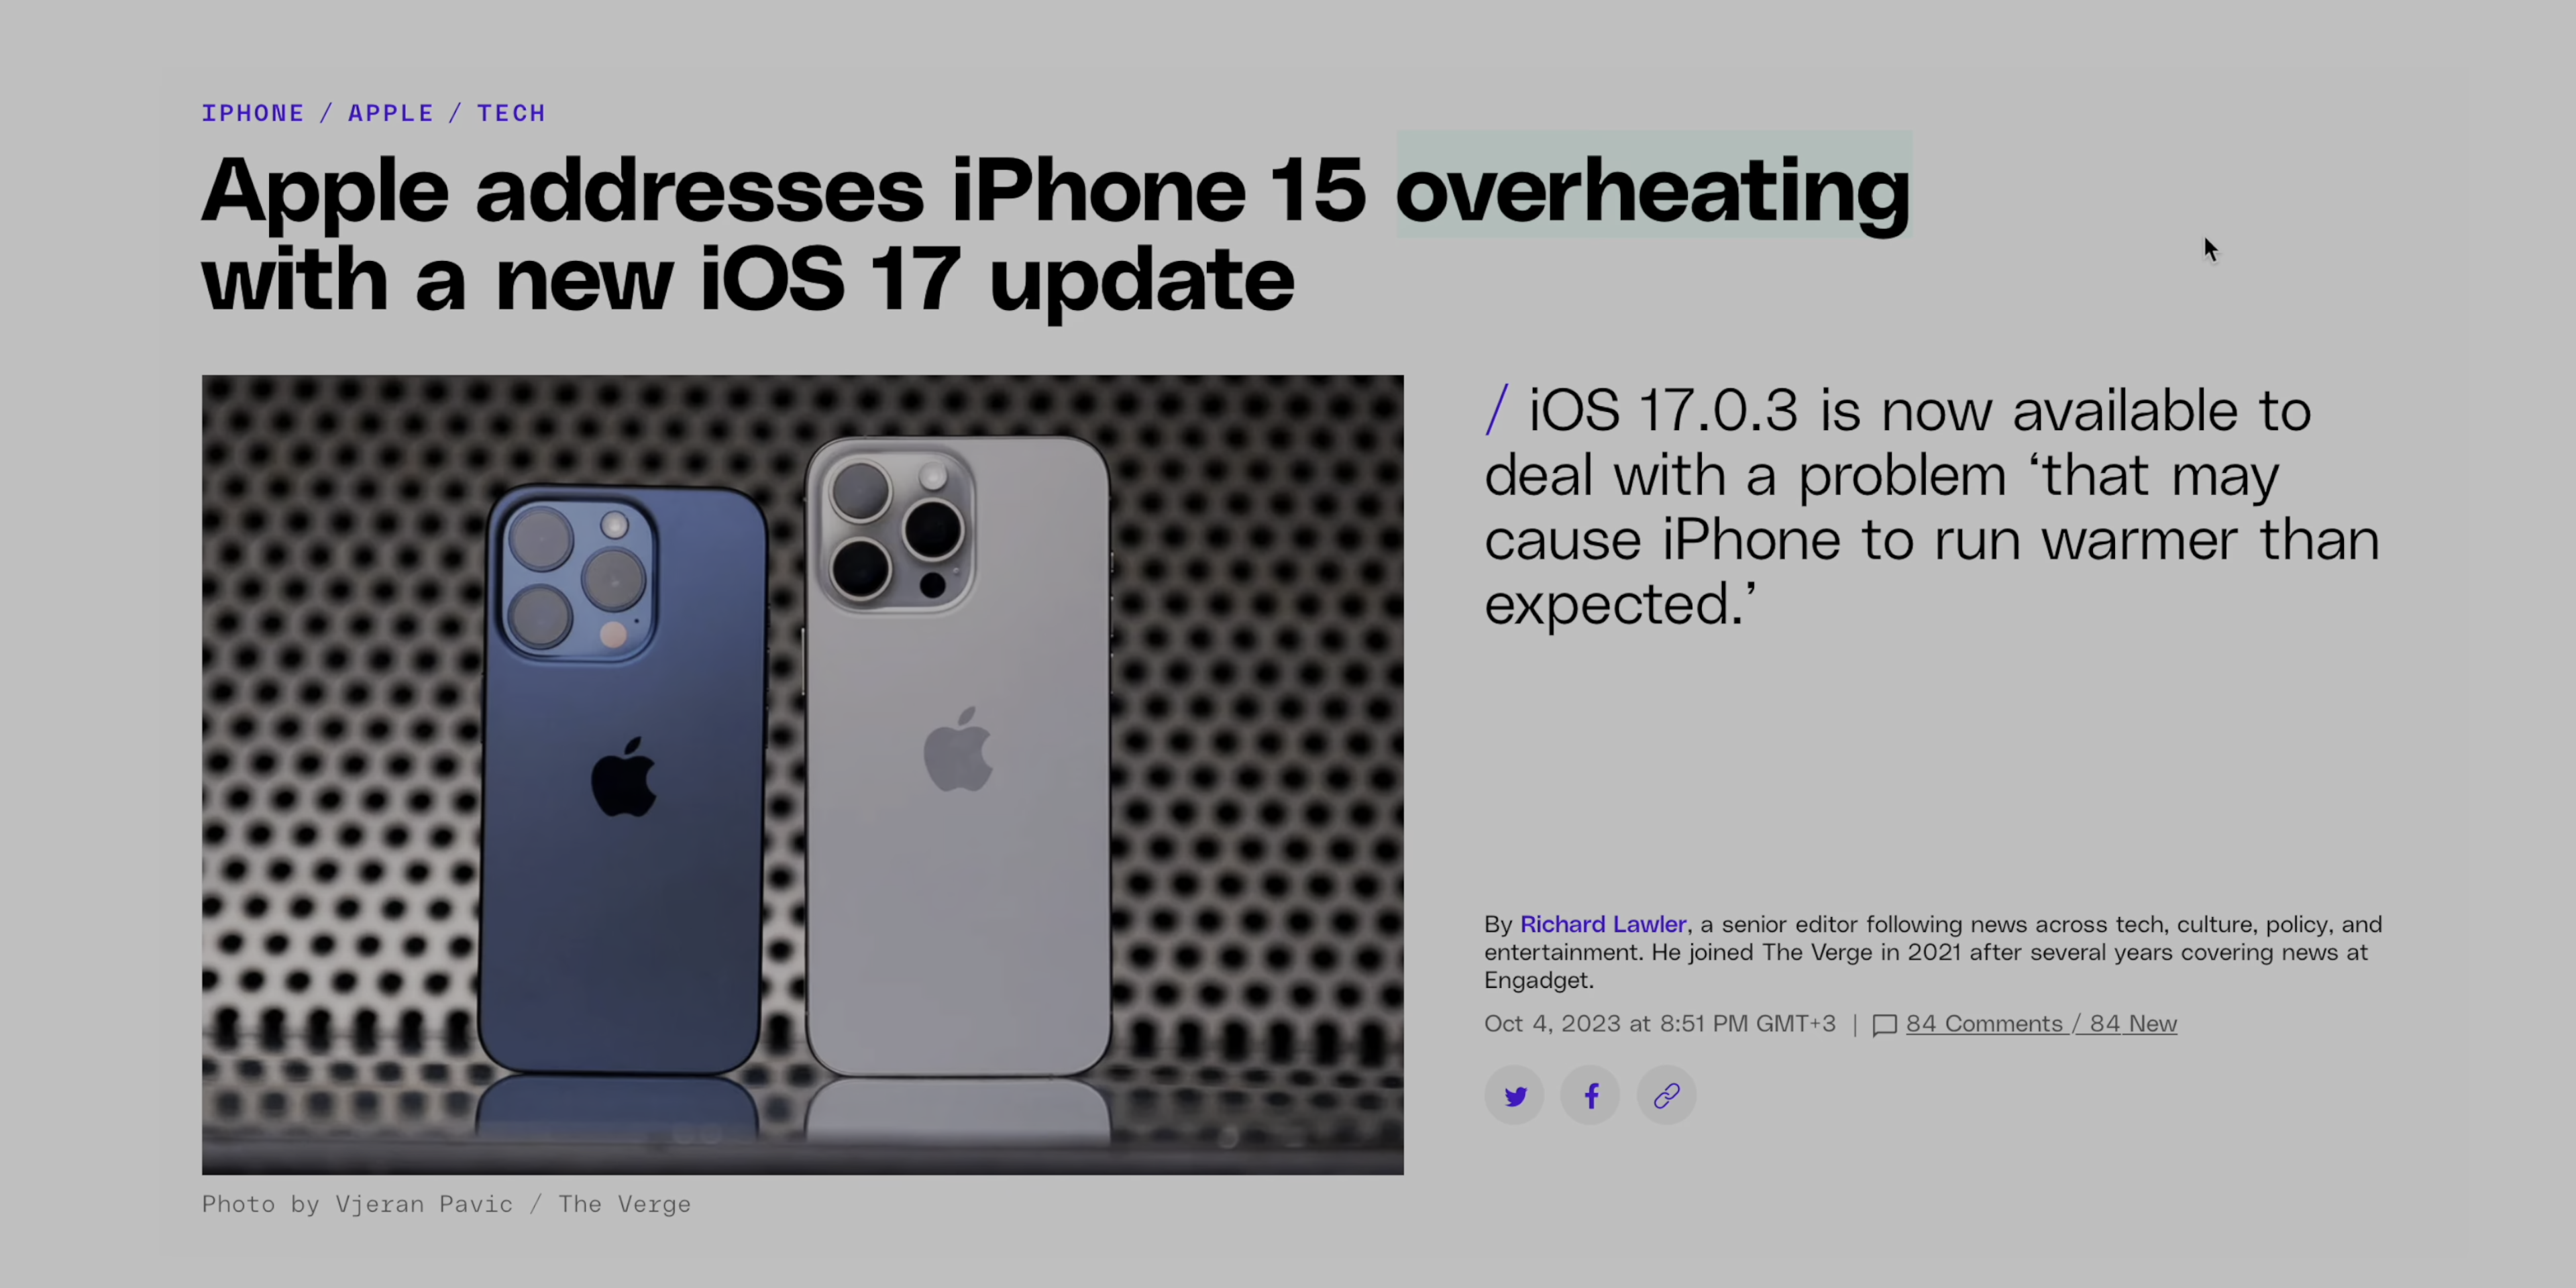 IPHONE / APPLE / TECH
Apple addresses iPhone 15 overheating
with a new iOS 17 update
/ iOS 17.0.3 is now available to
deal with a problem ‘that may
cause iPhone to run warmer than
expected.’
By Richard Lawler, a senior editor following news across tech, culture, policy, and
entertainment. He joined The Verge in 2021 after several years covering news at
Engadget.
Oct 4, 2023 at 8:51 PM GMT+3 | 84 Comments / 84 New
Photo by Vjeran Pavic / The Verge